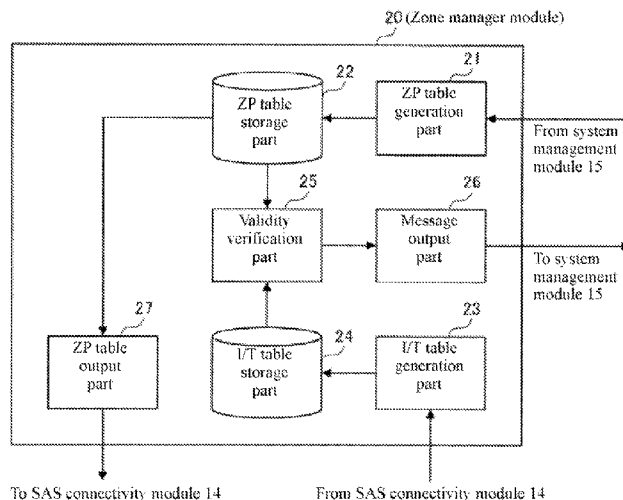 20 (Zone manager module)
22
21
ZP table
storage
part
ZP table
generation
part
From system
management
module 15
25
26
Validity
verification
part
Message
output
part
To system
management
module 15
27
24
23
ZP table
output
part
I/T table
storage
part
I/T table
generation
part
To SAS connectivity module 14
From SAS connectivity module 14